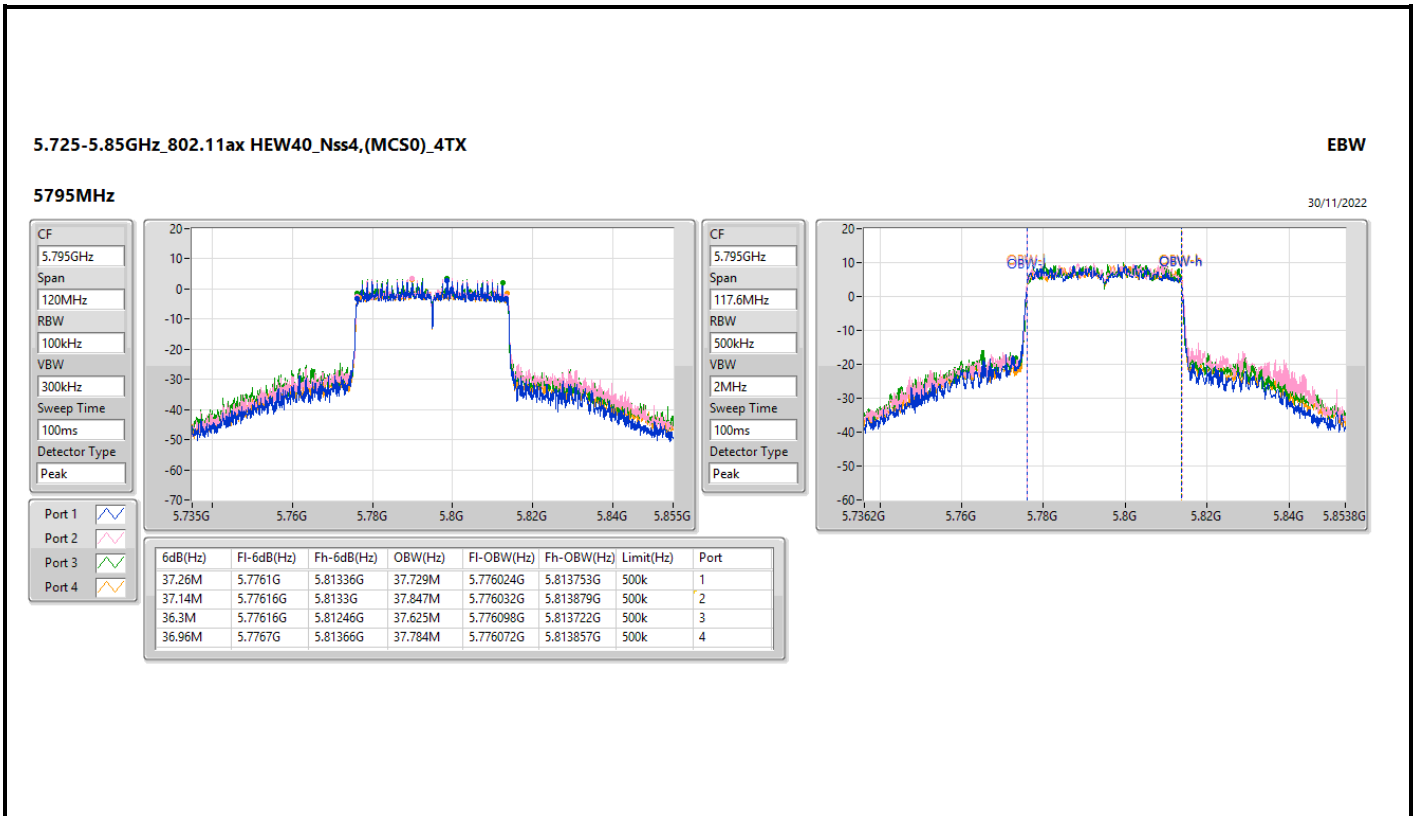 5.725-5.85GHz_802.11ax HEW40_Nss4,(MCS0)_4TX
EBW
5795MHz
30/11/2022
CF
5.795GHz
Span
120MHz
RBW
100kHz
VBW
300kHz
Sweep Time
100ms
Detector Type
Peak
20
10
0
-10
-20
-30
-40
-50
-60
-70
5.735G 5.76G 5.78G 5.8G 5.82G 5.84G 5.855G
CF
5.795GHz
Span
117.6MHz
RBW
500kHz
VBW
2MHz
Sweep Time
100ms
Detector Type
Peak
20
10
0
-10
-20
-30
-40
-50
-60
OBW-l OBW-h
5.7362G 5.76G 5.78G 5.8G 5.82G 5.84G 5.8538G
Port 1
Port 2
Port 3
Port 4
6dB(Hz) Fl-6dB(Hz) Fh-6dB(Hz) OBW(Hz) Fl-OBW(Hz) Fh-OBW(Hz) Limit(Hz) Port
37.26M 5.7761G 5.81336G 37.729M 5.776024G 5.813753G 500k 1
37.14M 5.77616G 5.8133G 37.847M 5.776032G 5.813879G 500k 2
36.3M 5.77616G 5.81246G 37.625M 5.776098G 5.813722G 500k 3
36.96M 5.7767G 5.81366G 37.784M 5.776072G 5.813857G 500k 4